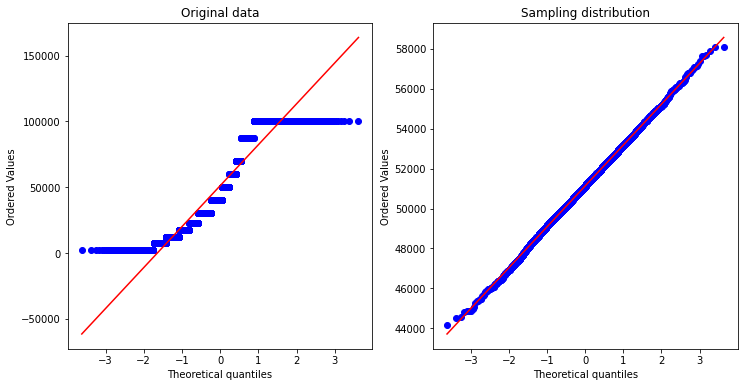 Original data
150000
100000
50000
0
−50000
Ordered Values
−3 −2 −1 0 1 2 3
Theoretical quantiles
Sampling distribution
58000
56000
54000
52000
50000
48000
46000
44000
Ordered Values
−3 −2 −1 0 1 2 3
Theoretical quantiles